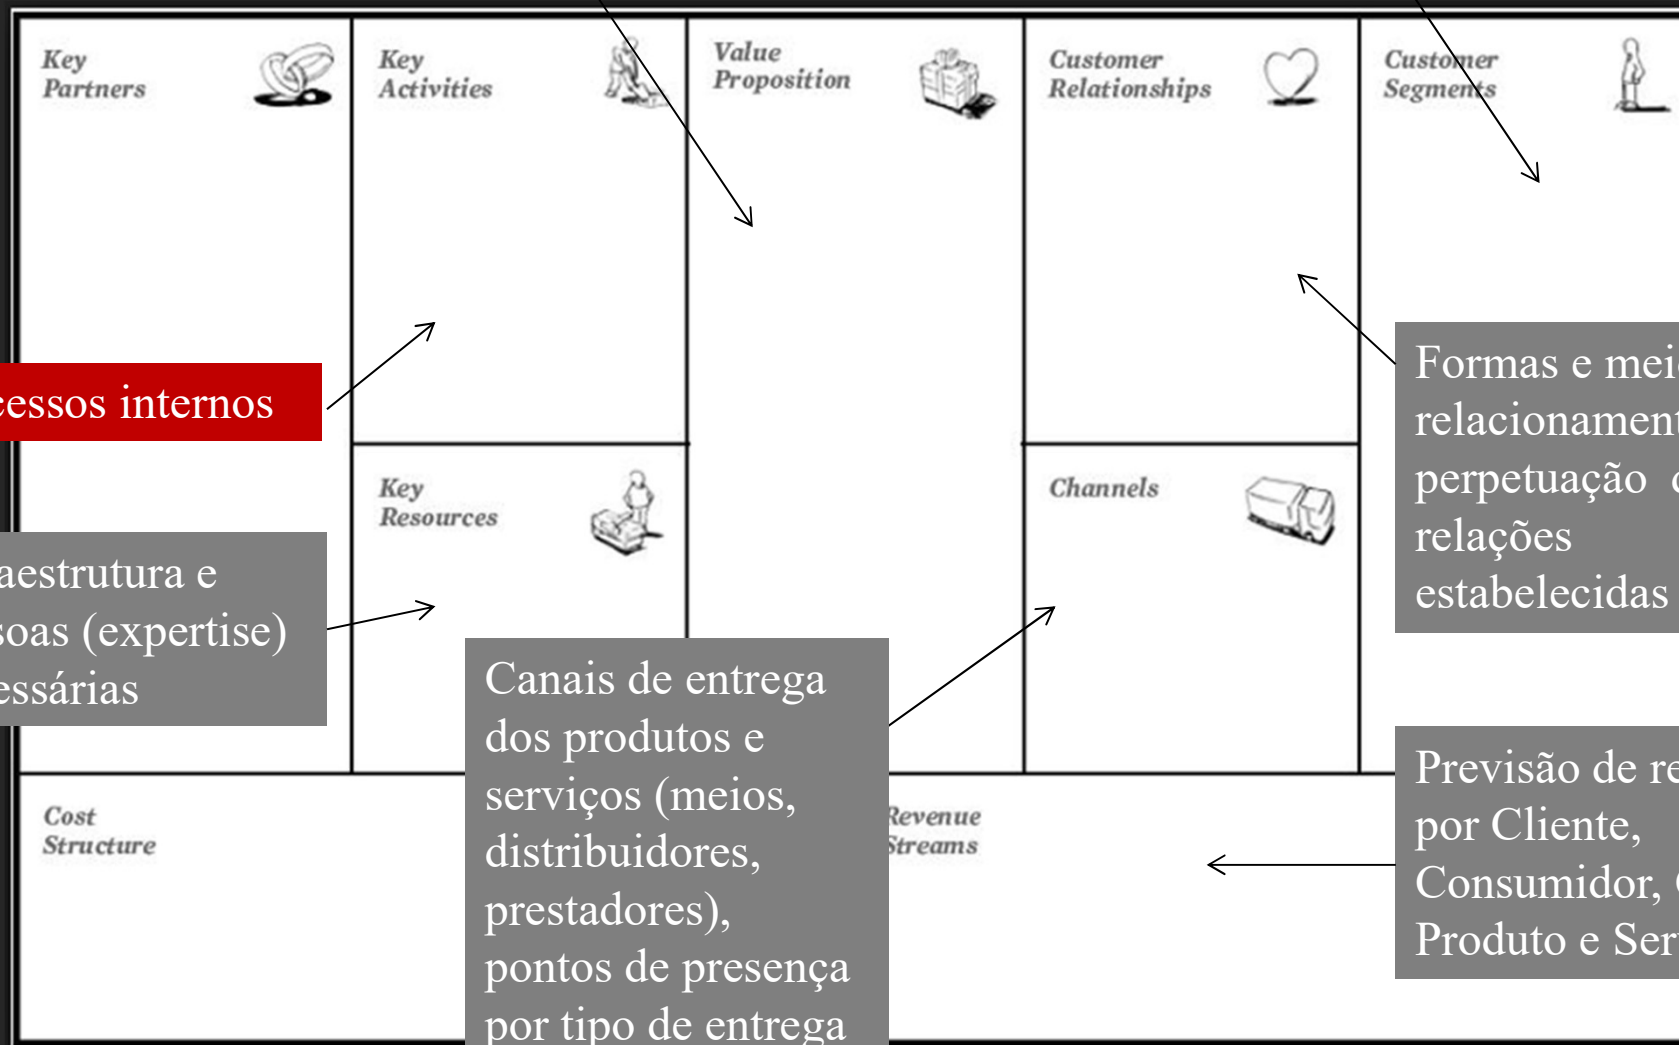 Key
Partners
Key
Activities
Value
Proposition
Customer
Relationships
Customer
Segments
cessos internos
Key
Resources
Channels
Formas e mei
relacionament
perpetuação
relações
estabelecidas
aestrutura e
soas (expertise)
essárias
Canais de entrega
dos produtos e
serviços (meios,
distribuidores,
prestadores),
pontos de presença
por tipo de entrega
Cost
Structure
Revenue
Streams
Previsão de re
por Cliente,
Consumidor,
Produto e Ser